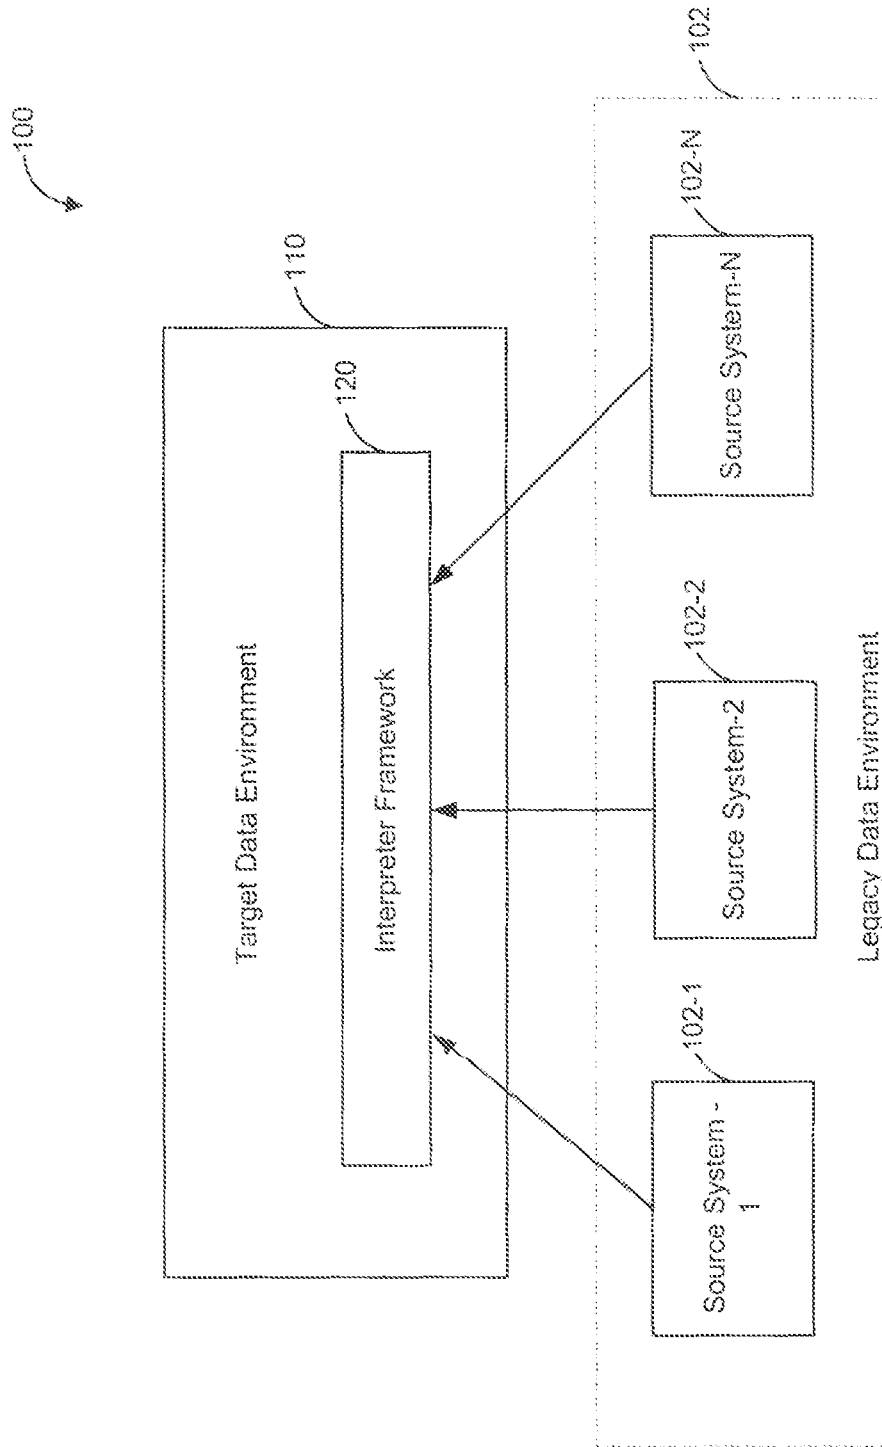 100
110
Target Data Environment
120
Interpreter Framework
102
102-1
Source System -
1
102-2
Source System-2
102-N
Source System-N
Legacy Data Environment